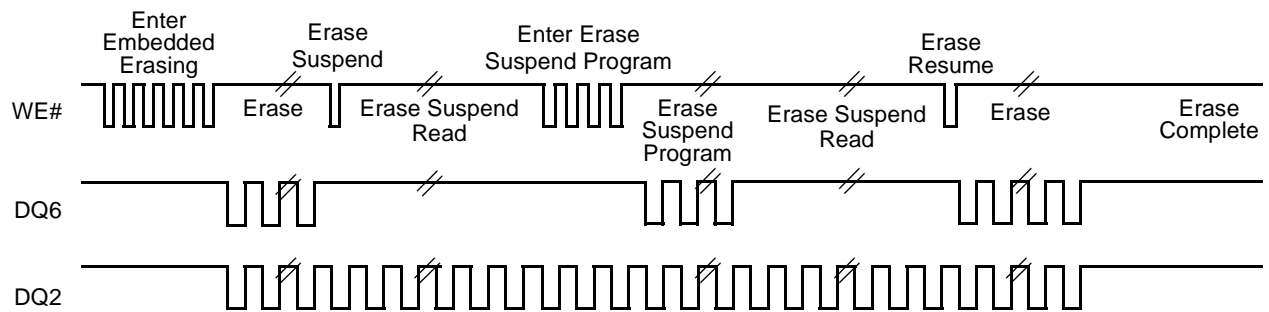 Enter
Embedded
Erasing
Erase
Suspend
Enter Erase
Suspend Program
Erase
Resume
WE#
Erase
Erase Suspend
Read
Erase
Suspend
Program
Erase Suspend
Read
Erase
Erase
Complete
DQ6
DQ2